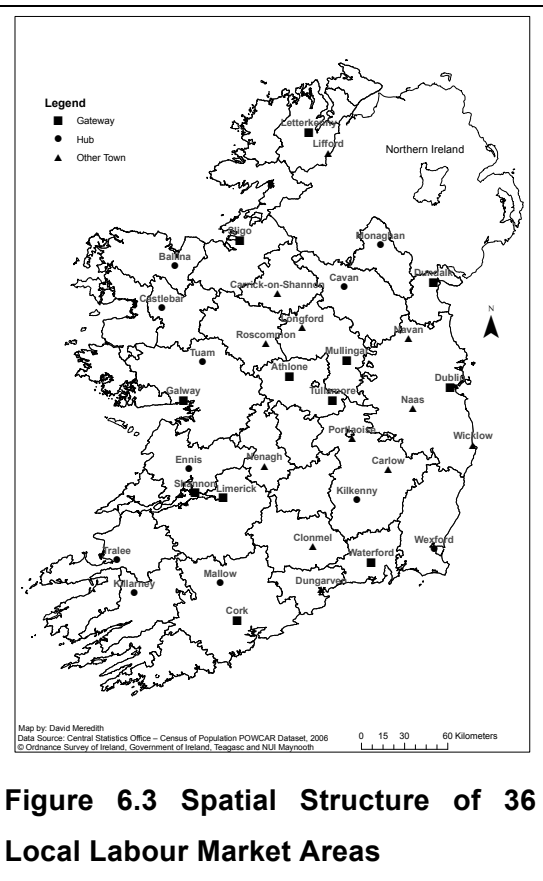 Legend
Gateway
Hub
Other Town
Letterkenny
Lifford
Northern Ireland
Sligo
Monaghan
Ballina
Dundalk
Cavan
Carrick-on-Shannon
Castlebar
N
Longford
Navan
Roscommon
Tuam
Mullingar
Athlone
Dublin
Galway
Tullamore
Naas
Portlaoise
Wicklow
Ennis
Nenagh
Carlow
Shannon
Limerick
Kilkenny
Clonmel
Wexford
Tralee
Waterford
Mallow
Killarney
Dungarven
Cork
Map by: David Meredith
Data Source: Central Statistics Office – Census of Population POWCAR Dataset, 2006
© Ordnance Survey of Ireland, Government of Ireland, Teagasc and NUI Maynooth
0 15 30 60 Kilometers
Figure 6.3 Spatial Structure of 36
Local Labour Market Areas